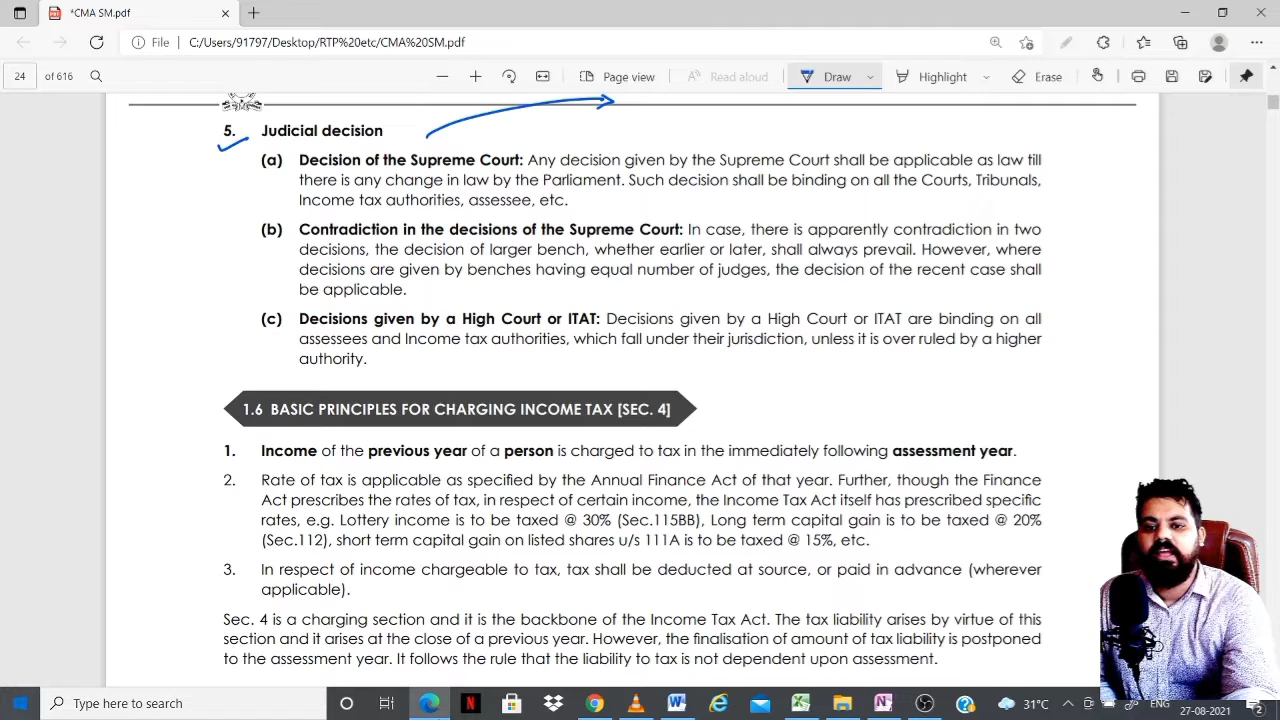 *CMA SM.pdf
File
C:/Users/91797/Desktop/RTP%20etc/CMA%20SM.pdf
24
of 616
Page view
Read aloud
Draw
Highlight
Erase
5. Judicial decision
(a) Decision of the Supreme Court: Any decision given by the Supreme Court shall be applicable as law till
there is any change in law by the Parliament. Such decision shall be binding on all the Courts, Tribunals,
Income tax authorities, assessee, etc.
(b) Contradiction in the decisions of the Supreme Court: In case, there is apparently contradiction in two
decisions, the decision of larger bench, whether earlier or later, shall always prevail. However, where
decisions are given by benches having equal number of judges, the decision of the recent case shall
be applicable.
(c) Decisions given by a High Court or ITAT: Decisions given by a High Court or ITAT are binding on all
assessees and Income tax authorities, which fall under their jurisdiction, unless it is over ruled by a higher
authority.
1.6 BASIC PRINCIPLES FOR CHARGING INCOME TAX [SEC. 4]
1. Income of the previous year of a person is charged to tax in the immediately following assessment year.
2. Rate of tax is applicable as specified by the Annual Finance Act of that year. Further, though the Finance
Act prescribes the rates of tax, in respect of certain income, the Income Tax Act itself has prescribed specific
rates, e.g. Lottery income is to be taxed @ 30% (Sec.115BB), Long term capital gain is to be taxed @ 20%
(Sec.112), short term capital gain on listed shares u/s 111A is to be taxed @ 15%, etc.
3. In respect of income chargeable to tax, tax shall be deducted at source, or paid in advance (wherever
applicable).
Sec. 4 is a charging section and it is the backbone of the Income Tax Act. The tax liability arises by virtue of this
section and it arises at the close of a previous year. However, the finalisation of amount of tax liability is postponed
to the assessment year. It follows the rule that the liability to tax is not dependent upon assessment.
Type here to search
31°C
27-08-2021